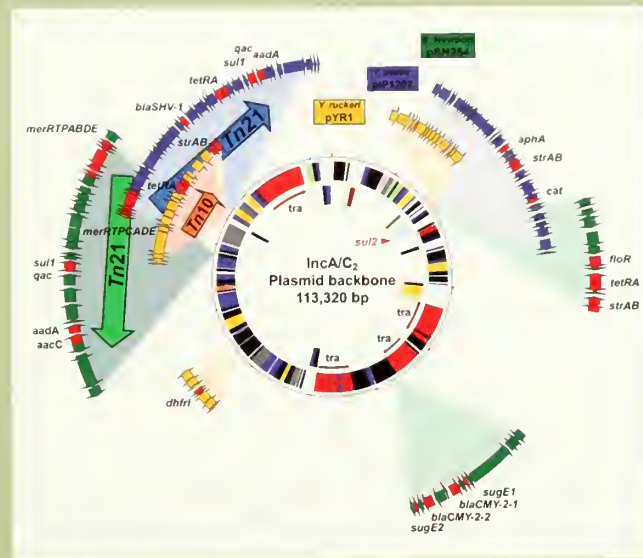 qac
sul1 aadA
tetRA
blaSHV-1
strAB
merRTPABDE
Tn21
tetRA
Tn10
merRTPCADE
Tn21
sul1
qac
aadA
aacC
dhfrI
pSN254
pIP1202
Y. ruckeri
pYR1
aphA
strAB
cat
floR
tetRA
strAB
tra
sul2
IncA/C2
Plasmid backbone
113,320 bp
tra
tra
tra
sugE1
blaCMY-2-1
blaCMY-2-2
sugE2